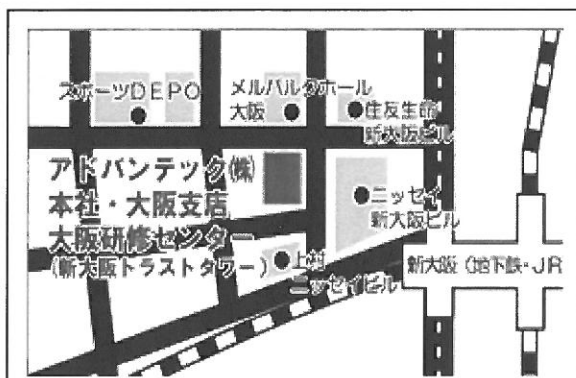 スポーツDEPO
メルパルクホール
大阪
住友生命
新大阪ビル
アドバンテック㈱
本社・大阪支店
大阪研修センター
(新大阪トラストタワー)
ニッセイ
新大阪ビル
上村
ニッセイビル
新大阪(地下鉄・JR